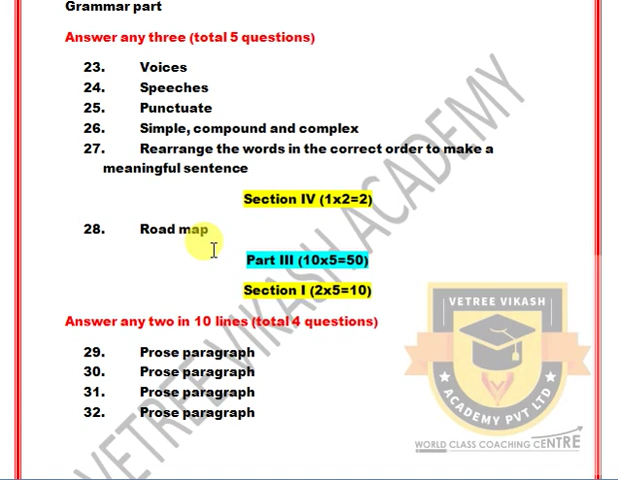 Grammar part
Answer any three (total 5 questions)
23. Voices
24. Speeches
25. Punctuate
26. Simple, compound and complex
27. Rearrange the words in the correct order to make a
meaningful sentence
Section IV (1x2=2)
28. Road map
Part III (10x5=50)
Section I (2x5=10)
Answer any two in 10 lines (total 4 questions)
29. Prose paragraph
30. Prose paragraph
31. Prose paragraph
32. Prose paragraph
VETREE VIKASH ACADEMY
VETREE VIKASH
ACADEMY PVT LTD
WORLD CLASS COACHING CENTRE